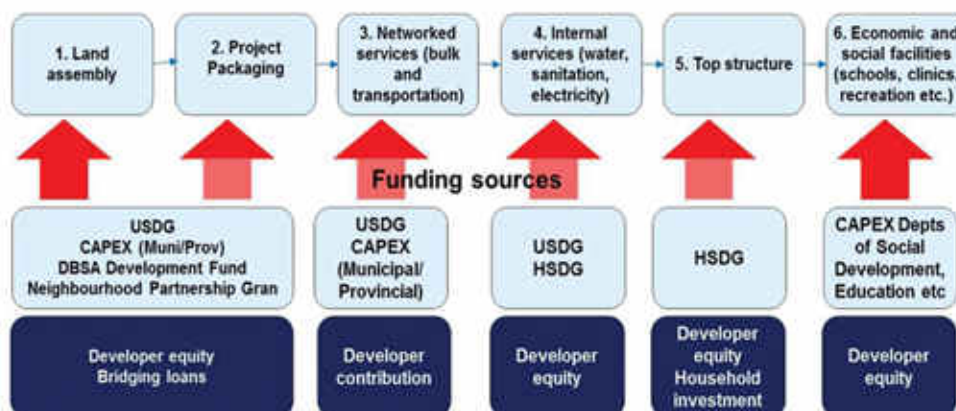 1. Land
assembly
2. Project
Packaging
3. Networked
services (bulk
and
transportation)
4. Internal
services (water,
sanitation,
electricity)
5. Top structure
6. Economic and
social facilities
(schools, clinics,
recreation etc.)
Funding sources
USDG
CAPEX (Muni/Prov)
DBSA Development Fund
Neighbourhood Partnership Gran
USDG
CAPEX
(Municipal/
Provincial)
USDG
HSDG
HSDG
CAPEX Depts
of Social
Development,
Education etc
Developer equity
Bridging loans
Developer
contribution
Developer
equity
Developer
equity
Household
investment
Developer
equity